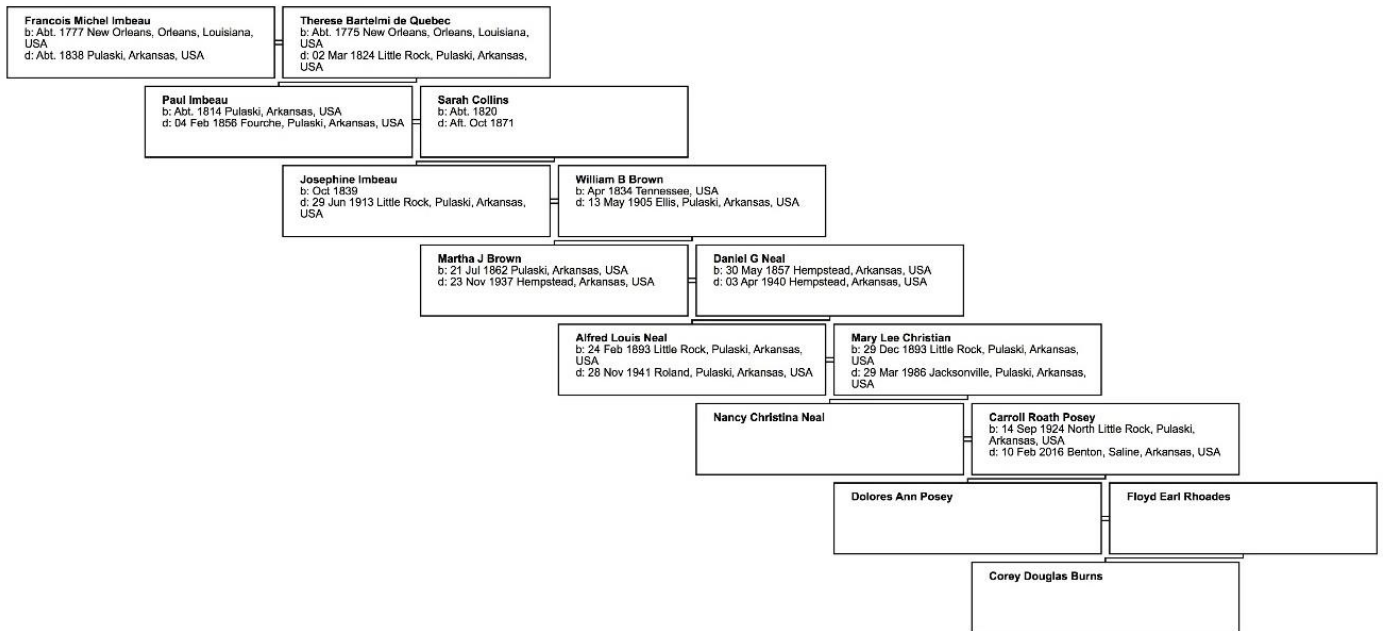 Francois Michel Imbeau
b: Abt. 1777 New Orleans, Orleans, Louisiana,
USA
d: Abt. 1838 Pulaski, Arkansas, USA
Therese Bartelmi de Quebec
b: Abt. 1775 New Orleans, Orleans, Louisiana,
USA
d: 02 Mar 1824 Little Rock, Pulaski, Arkansas,
USA
Paul Imbeau
b: Abt. 1814 Pulaski, Arkansas, USA
d: 04 Feb 1856 Fourche, Pulaski, Arkansas, USA
Sarah Collins
b: Abt. 1820
d: Aft. Oct 1871
Josephine Imbeau
b: Oct 1839
d: 29 Jun 1913 Little Rock, Pulaski, Arkansas,
USA
William B Brown
b: Apr 1834 Tennessee, USA
d: 13 May 1905 Ellis, Pulaski, Arkansas, USA
Martha J Brown
b: 21 Jul 1862 Pulaski, Arkansas, USA
d: 23 Nov 1937 Hempstead, Arkansas, USA
Daniel G Neal
b: 30 May 1857 Hempstead, Arkansas, USA
d: 03 Apr 1940 Hempstead, Arkansas, USA
Alfred Louis Neal
b: 24 Feb 1893 Little Rock, Pulaski, Arkansas,
USA
d: 28 Nov 1941 Roland, Pulaski, Arkansas, USA
Mary Lee Christian
b: 29 Dec 1893 Little Rock, Pulaski, Arkansas,
USA
d: 29 Mar 1986 Jacksonville, Pulaski, Arkansas,
USA
Nancy Christina Neal
Carroll Roath Posey
b: 14 Sep 1924 North Little Rock, Pulaski,
Arkansas, USA
d: 10 Feb 2016 Benton, Saline, Arkansas, USA
Dolores Ann Posey
Floyd Earl Rhoades
Corey Douglas Burns